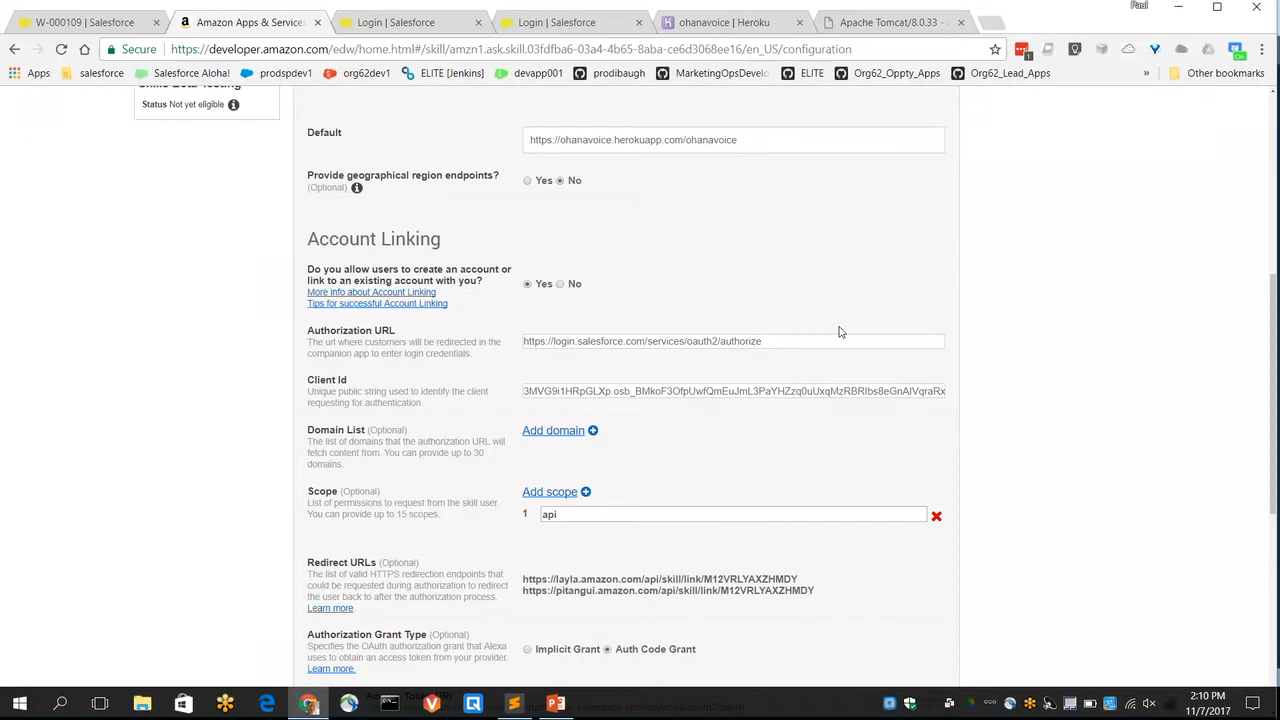 Paul
W-000109 | Salesforce
Amazon Apps & Services
Login | Salesforce
Login | Salesforce
ohanavoice | Heroku
Apache Tomcat/8.0.33 -
Secure
https://developer.amazon.com/edw/home.html#/skill/amzn1.ask.skill.03fdfba6-03a4-4b65-8aba-ce6d3068ee16/en_US/configuration
Apps
salesforce
Salesforce Aloha!
prodspdev1
org62dev1
ELITE [Jenkins]
devapp001
prodibaugh
MarketingOpsDevelo
ELITE
Org62_Oppty_Apps
Org62_Lead_Apps
»
Other bookmarks
Skills Beta Testing
Status Not yet eligible
Default
https://ohanavoice.herokuapp.com/ohanavoice
Provide geographical region endpoints?
(Optional)
Yes No
Account Linking
Do you allow users to create an account or
link to an existing account with you?
Yes No
More info about Account Linking
Tips for successful Account Linking
Authorization URL
The url where customers will be redirected in the
companion app to enter login credentials.
https://login.salesforce.com/services/oauth2/authorize
Client Id
Unique public string used to identify the client
requesting for authentication.
3MVG9i1HRpGLXp.osb_BMkoF3OfpUwfQmEuJmL3PaYHZzq0uUxqMzRBRIbs8eGnAlVqraRx
Domain List (Optional)
The list of domains that the authorization URL will
fetch content from. You can provide up to 30
domains.
Add domain
Scope (Optional)
List of permissions to request from the skill user.
You can provide up to 15 scopes.
Add scope
1 api
Redirect URLs (Optional)
The list of valid HTTPS redirection endpoints that
could be requested during authorization to redirect
the user back to after the authorization process.
Learn more
https://layla.amazon.com/api/skill/link/M12VRLYAXZHMDY
https://pitangui.amazon.com/api/skill/link/M12VRLYAXZHMDY
Authorization Grant Type (Optional)
Specifies the OAuth authorization grant that Alexa
uses to obtain an access token from your provider.
Learn more.
Implicit Grant Auth Code Grant
2:10 PM
11/7/2017